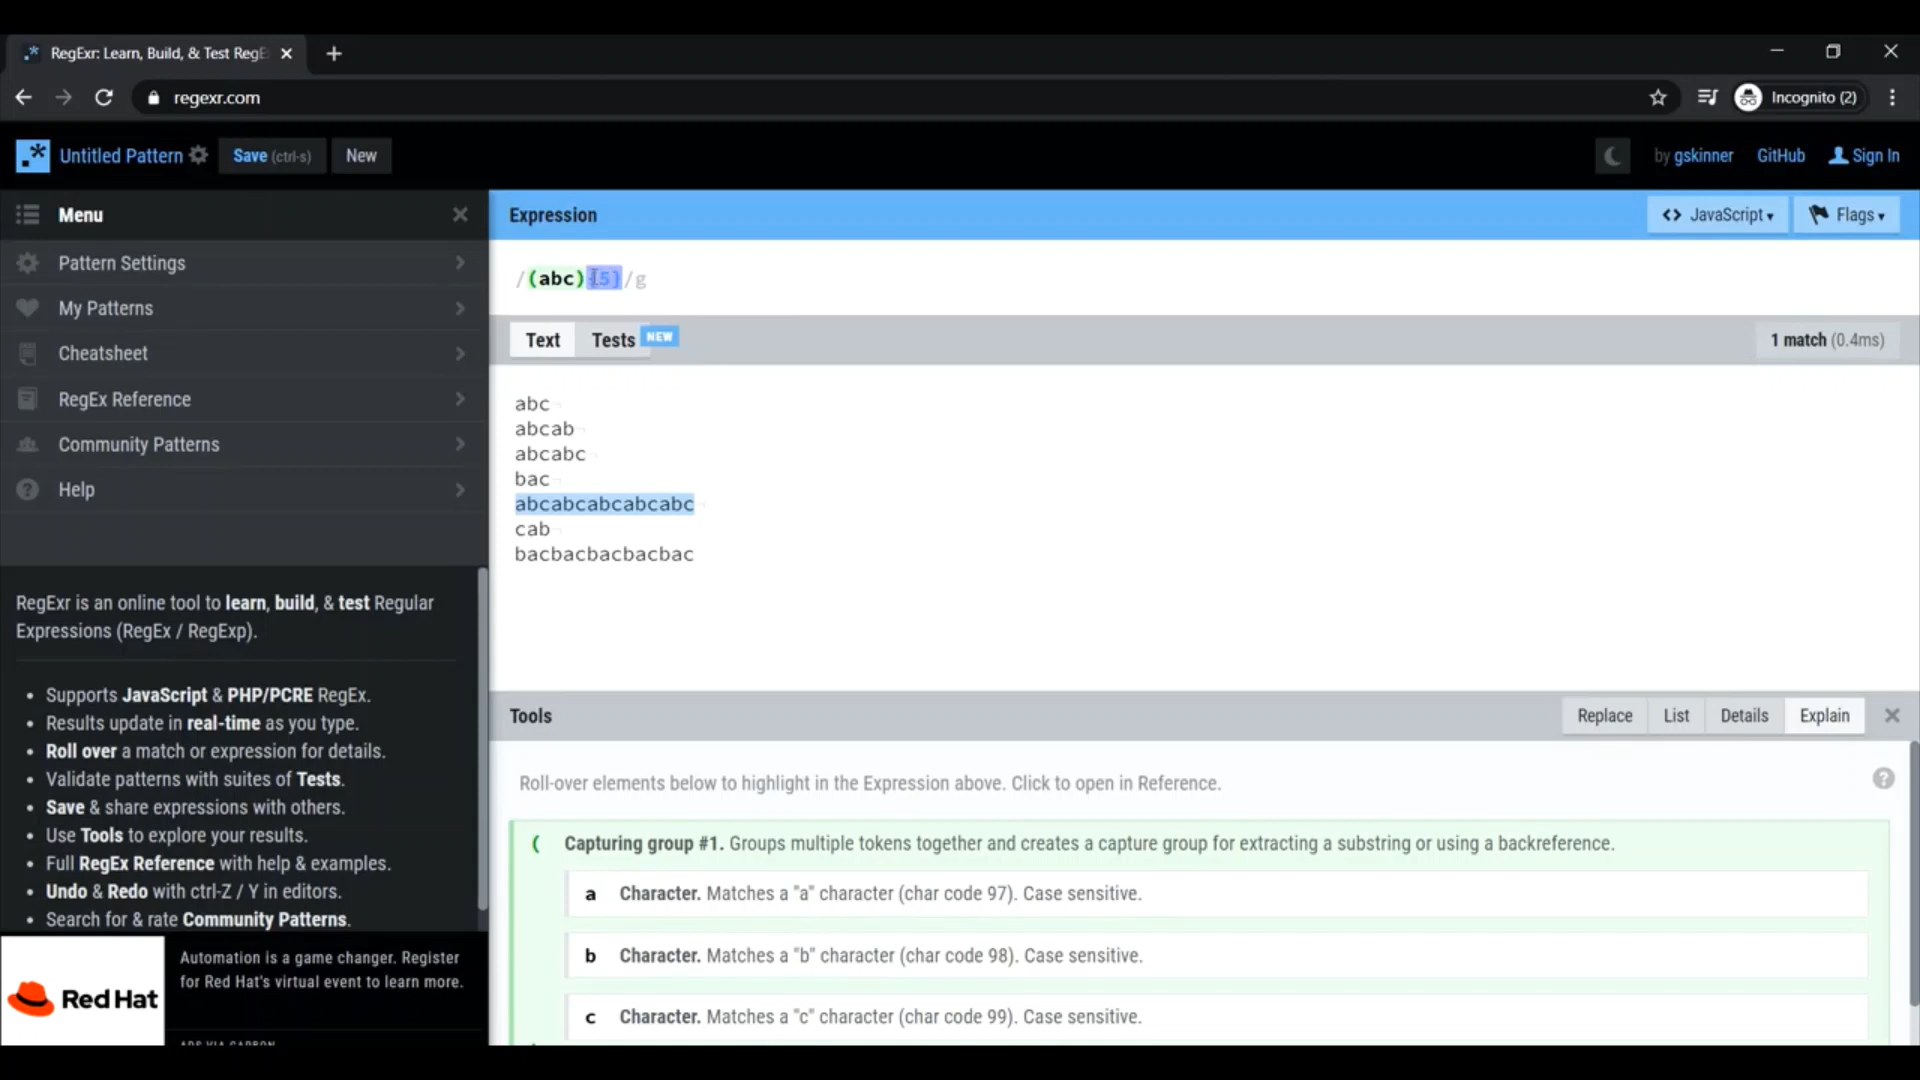 RegExr: Learn, Build, & Test RegE
regexr.com
Incognito (2)
Untitled Pattern
Save (ctrl-s)
New
by gskinner
GitHub
Sign In
Menu
Pattern Settings
My Patterns
Cheatsheet
RegEx Reference
Community Patterns
Help
RegExr is an online tool to learn, build, & test Regular
Expressions (RegEx / RegExp).
• Supports JavaScript & PHP/PCRE RegEx.
• Results update in real-time as you type.
• Roll over a match or expression for details.
• Validate patterns with suites of Tests.
• Save & share expressions with others.
• Use Tools to explore your results.
• Full RegEx Reference with help & examples.
• Undo & Redo with ctrl-Z / Y in editors.
• Search for & rate Community Patterns.
Red Hat
Automation is a game changer. Register
for Red Hat's virtual event to learn more.
ADS VIA CARBON
Expression
<> JavaScript
Flags
/(abc){5}/g
Text
Tests
NEW
1 match (0.4ms)
abc
abcab
abcabc
bac
abcabcabcabcabc
cab
bacbacbacbacbac
Tools
Replace
List
Details
Explain
Roll-over elements below to highlight in the Expression above. Click to open in Reference.
( Capturing group #1. Groups multiple tokens together and creates a capture group for extracting a substring or using a backreference.
a Character. Matches a "a" character (char code 97). Case sensitive.
b Character. Matches a "b" character (char code 98). Case sensitive.
c Character. Matches a "c" character (char code 99). Case sensitive.